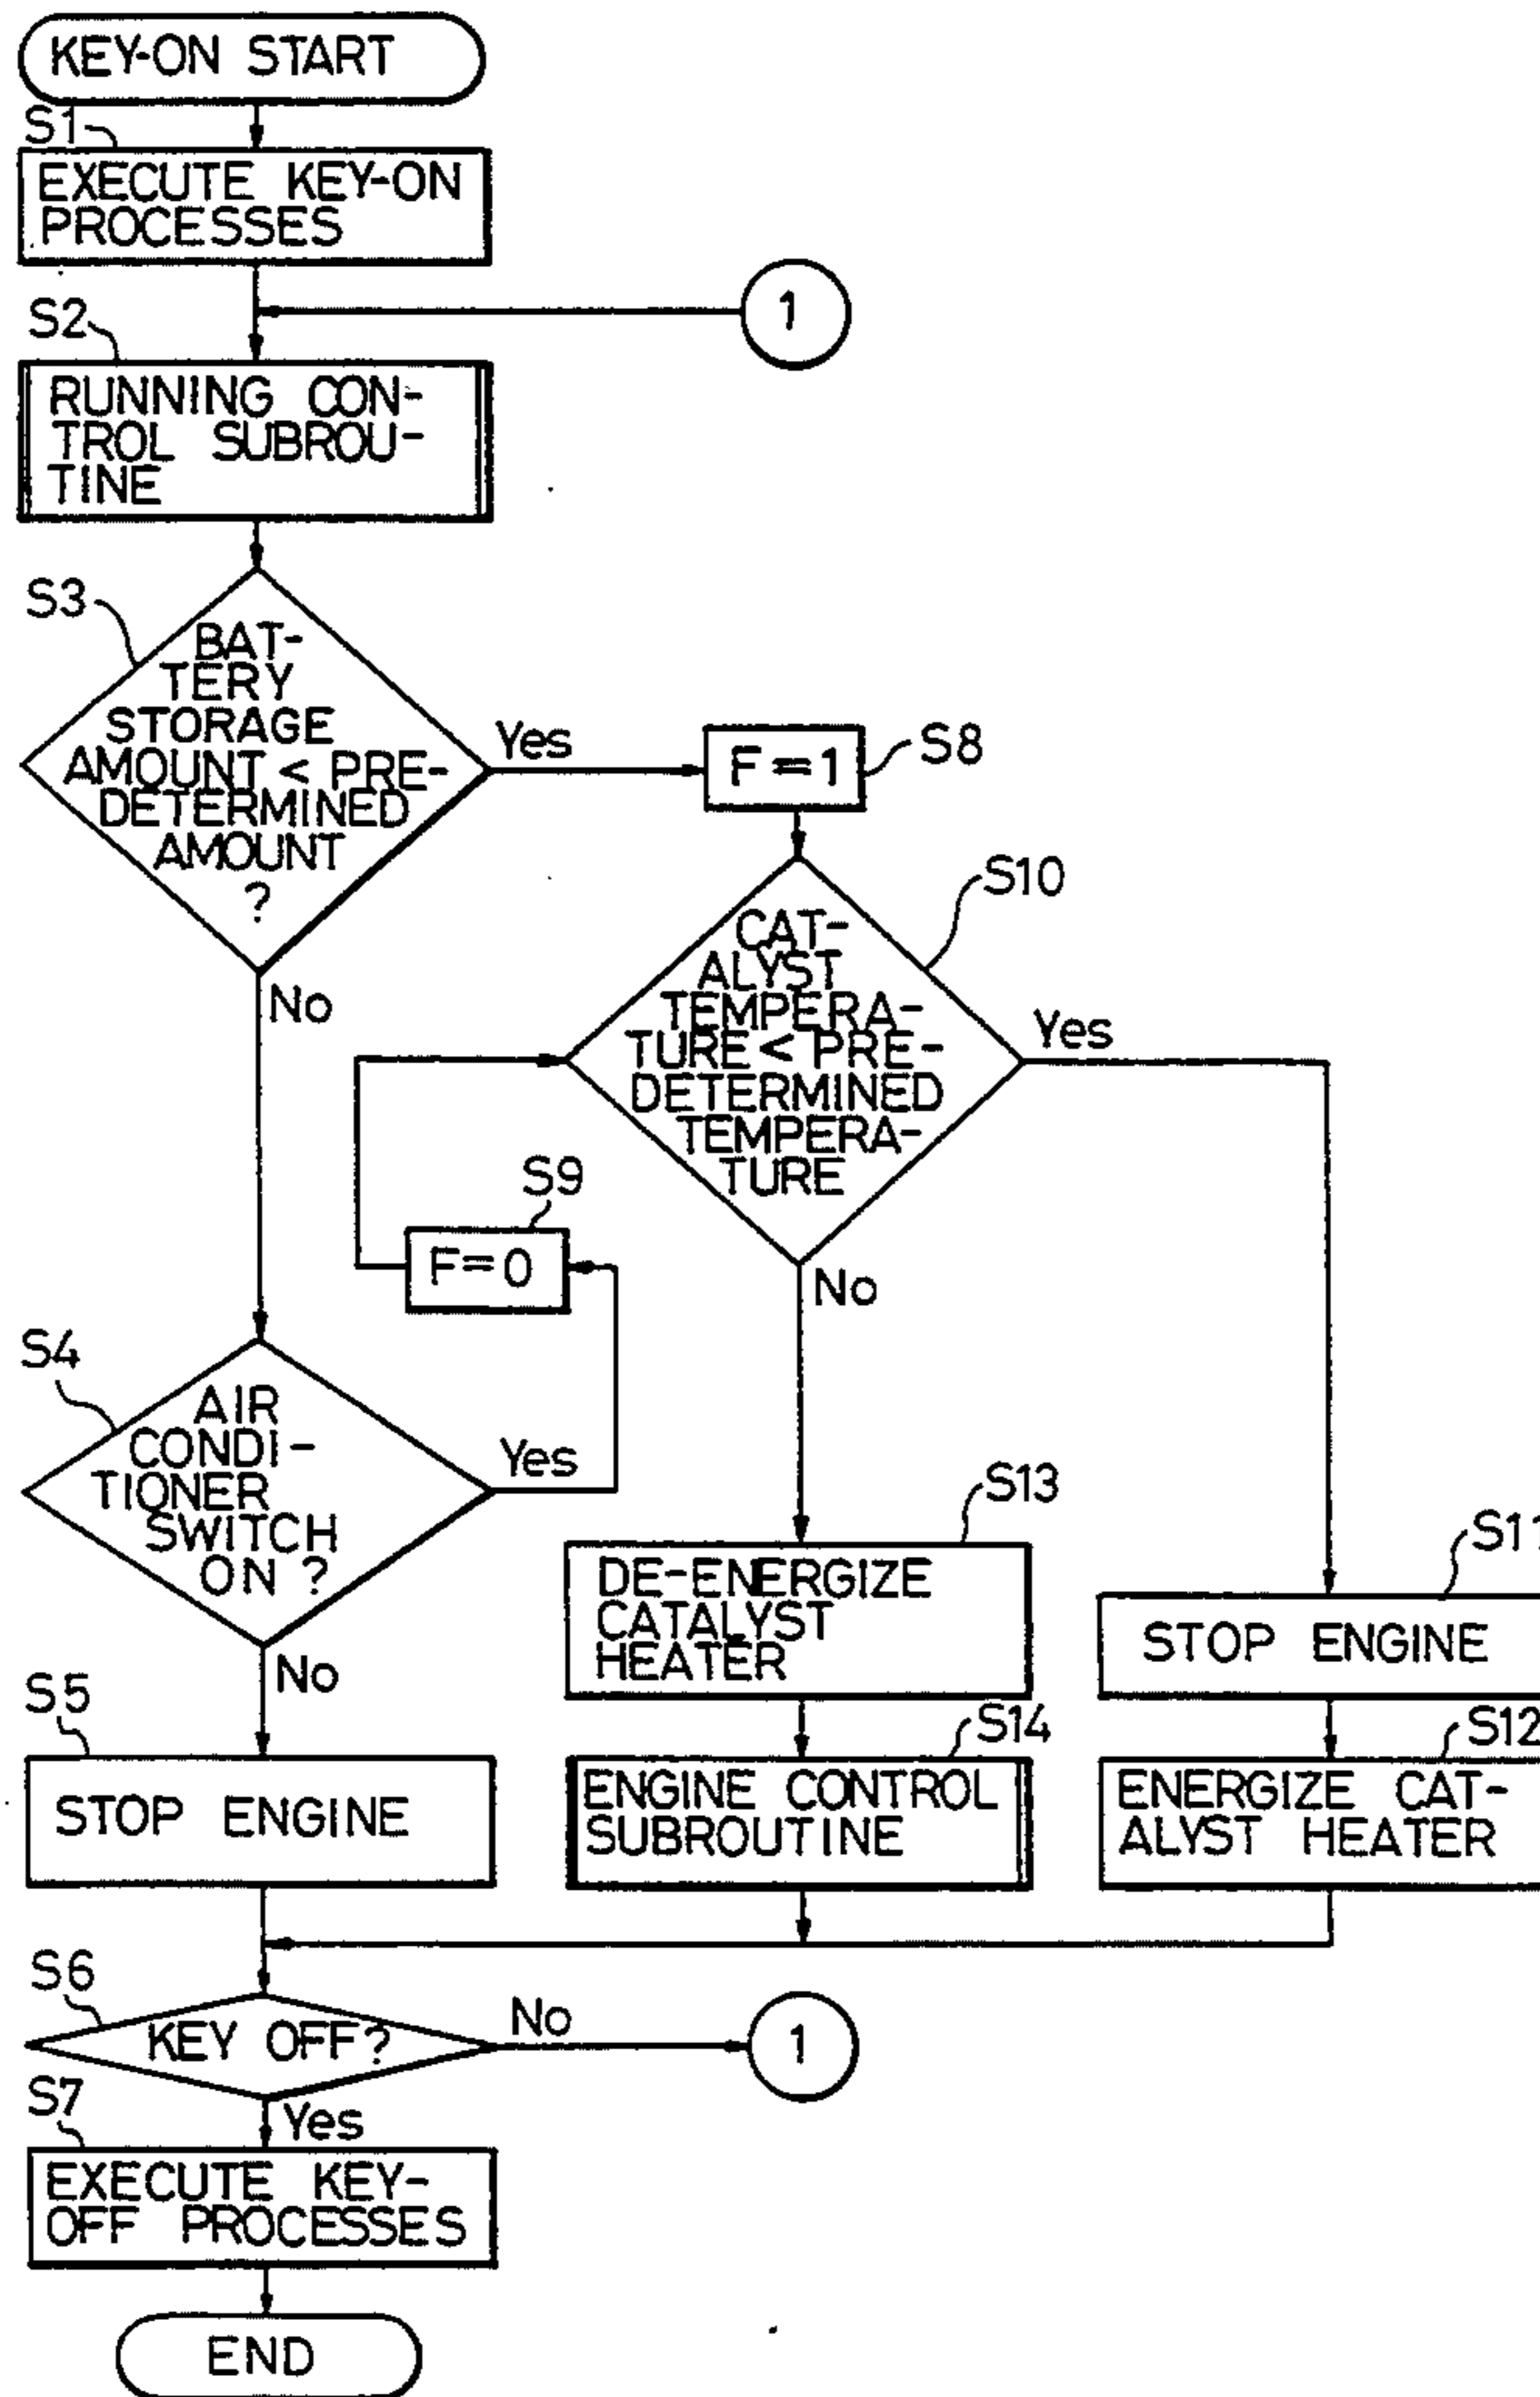 KEY-ON START
S1
EXECUTE KEY-ON
PROCESSES
1
S2
RUNNING CON-
TROL SUBROU-
TINE
S3
BAT-
TERY
STORAGE
AMOUNT < PRE-
DETERMINED
AMOUNT
?
Yes
F=1
S8
No
S10
CAT-
ALYST
TEMPERA-
TURE < PRE-
DETERMINED
TEMPERA-
TURE
Yes
No
S9
F=0
S4
AIR
CONDI-
TIONER
SWITCH
ON ?
Yes
No
S13
DE-ENERGIZE
CATALYST
HEATER
S11
STOP ENGINE
S5
STOP ENGINE
S14
ENGINE CONTROL
SUBROUTINE
S12
ENERGIZE CAT-
ALYST HEATER
S6
KEY OFF?
No
1
Yes
S7
EXECUTE KEY-
OFF PROCESSES
END